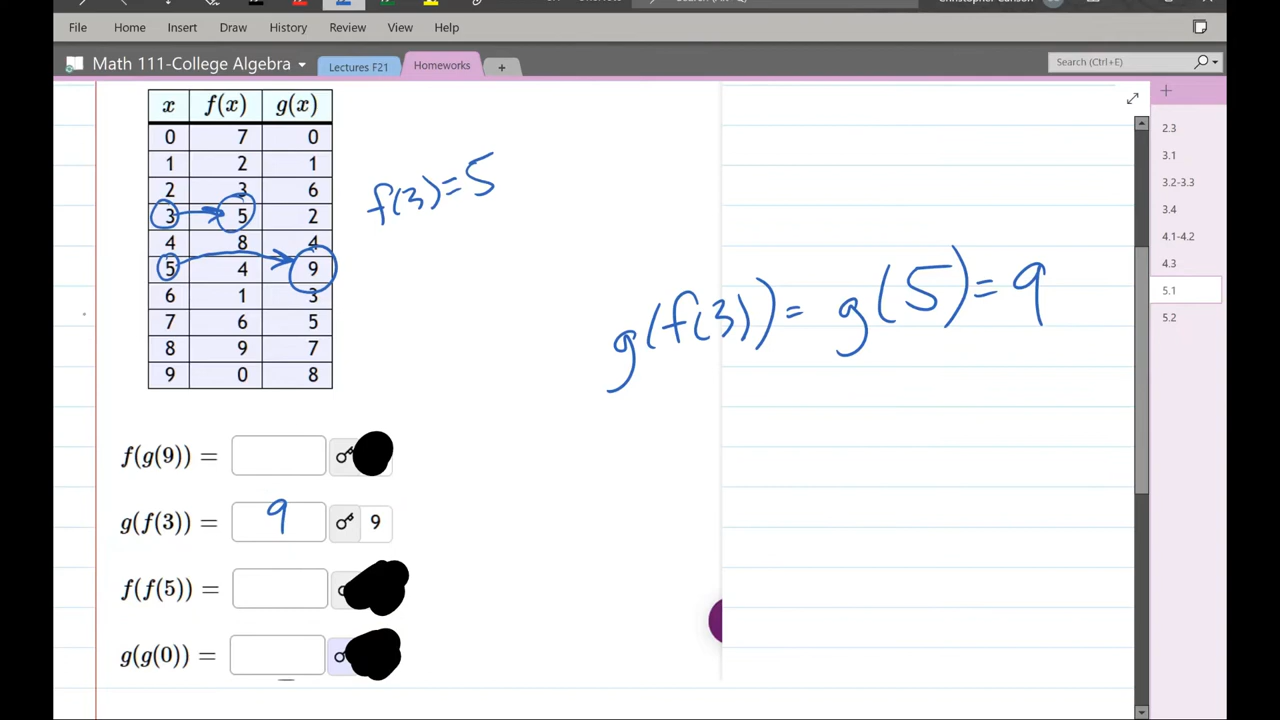 File Home Insert Draw History Review View Help
Math 111-College Algebra Lectures F21 Homeworks + Search (Ctrl+E)
x f(x) g(x)
0 7 0
1 2 1
2 3 6
3 5 2
4 8 4
5 4 9
6 1 3
7 6 5
8 9 7
9 0 8
f(3)=5
g(f(3))= g(5)=9
f(g(9)) =
g(f(3)) = 9 9
f(f(5)) =
g(g(0)) =
2.3
3.1
3.2-3.3
3.4
4.1-4.2
4.3
5.1
5.2